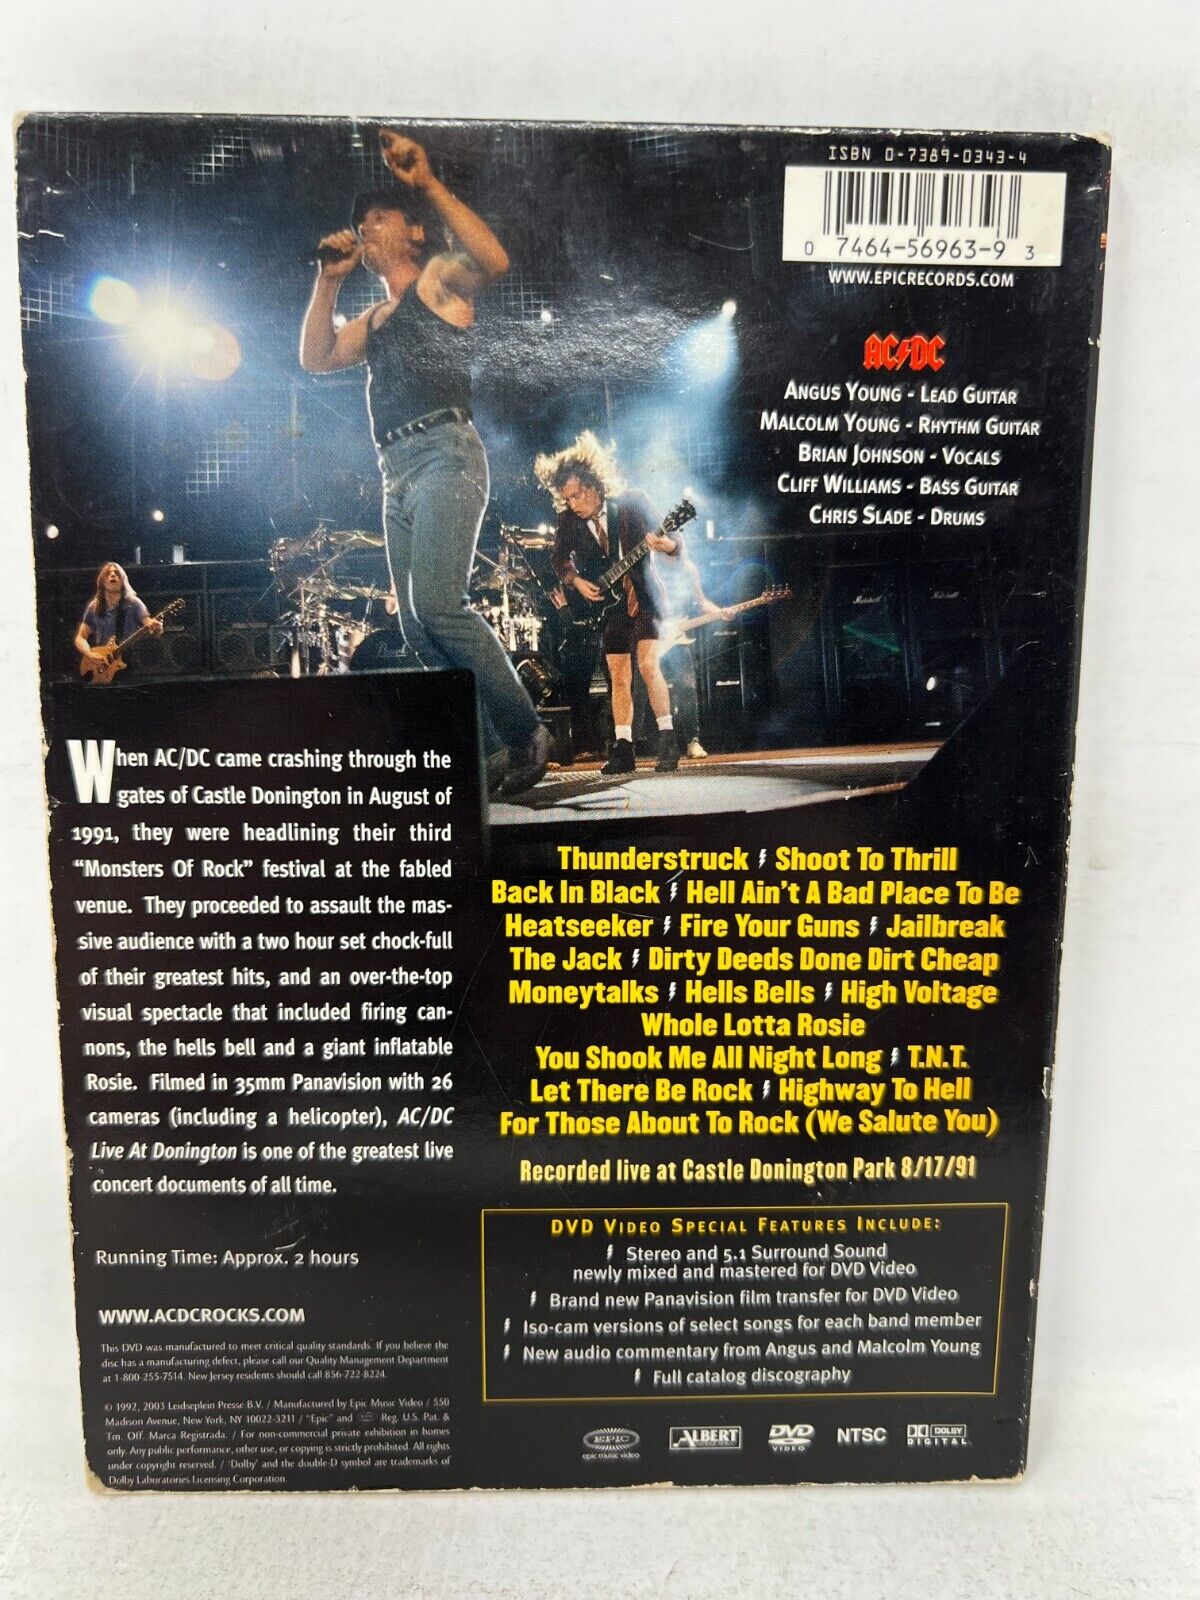 ISBN 0-7389-0343-4
0 7464-56963-9 3
WWW.EPICRECORDS.COM
AC/DC
ANGUS YOUNG - LEAD GUITAR
MALCOLM YOUNG - RHYTHM GUITAR
BRIAN JOHNSON - VOCALS
CLIFF WILLIAMS - BASS GUITAR
CHRIS SLADE - DRUMS
Marshall
When AC/DC came crashing through the
gates of Castle Donington in August of
1991, they were headlining their third
"Monsters Of Rock" festival at the fabled
venue. They proceeded to assault the mas-
sive audience with a two hour set chock-full
of their greatest hits, and an over-the-top
visual spectacle that included firing can-
nons, the hells bell and a giant inflatable
Rosie. Filmed in 35mm Panavision with 26
cameras (including a helicopter), AC/DC
Live At Donington is one of the greatest live
concert documents of all time.
Running Time: Approx. 2 hours
WWW.ACDCROCKS.COM
This DVD was manufactured to meet critical quality standards. If you believe the
disc has a manufacturing defect, please call our Quality Management Department
at 1-800-255-7514. New Jersey residents should call 856-722-8224.
© 1992, 2003 Leidseplein Presse B.V. / Manufactured by Epic Music Video / 550
Madison Avenue, New York, NY 10022-3211 / "Epic" and Reg. U.S. Pat. &
Tm. Off. Marca Registrada. / For non-commercial private exhibition in homes
only. Any public performance, other use, or copying is strictly prohibited. All rights
under copyright reserved. / 'Dolby' and the double-D symbol are trademarks of
Dolby Laboratories Licensing Corporation.
Thunderstruck Shoot To Thrill
Back In Black Hell Ain't A Bad Place To Be
Heatseeker Fire Your Guns Jailbreak
The Jack Dirty Deeds Done Dirt Cheap
Moneytalks Hells Bells High Voltage
Whole Lotta Rosie
You Shook Me All Night Long T.N.T.
Let There Be Rock Highway To Hell
For Those About To Rock (We Salute You)
Recorded live at Castle Donington Park 8/17/91
DVD VIDEO SPECIAL FEATURES INCLUDE:
Stereo and 5.1 Surround Sound
newly mixed and mastered for DVD Video
Brand new Panavision film transfer for DVD Video
Iso-cam versions of select songs for each band member
New audio commentary from Angus and Malcolm Young
Full catalog discography
EPIC
epic music video
ALBERT
DVD
VIDEO
NTSC
DOLBY
DIGITAL